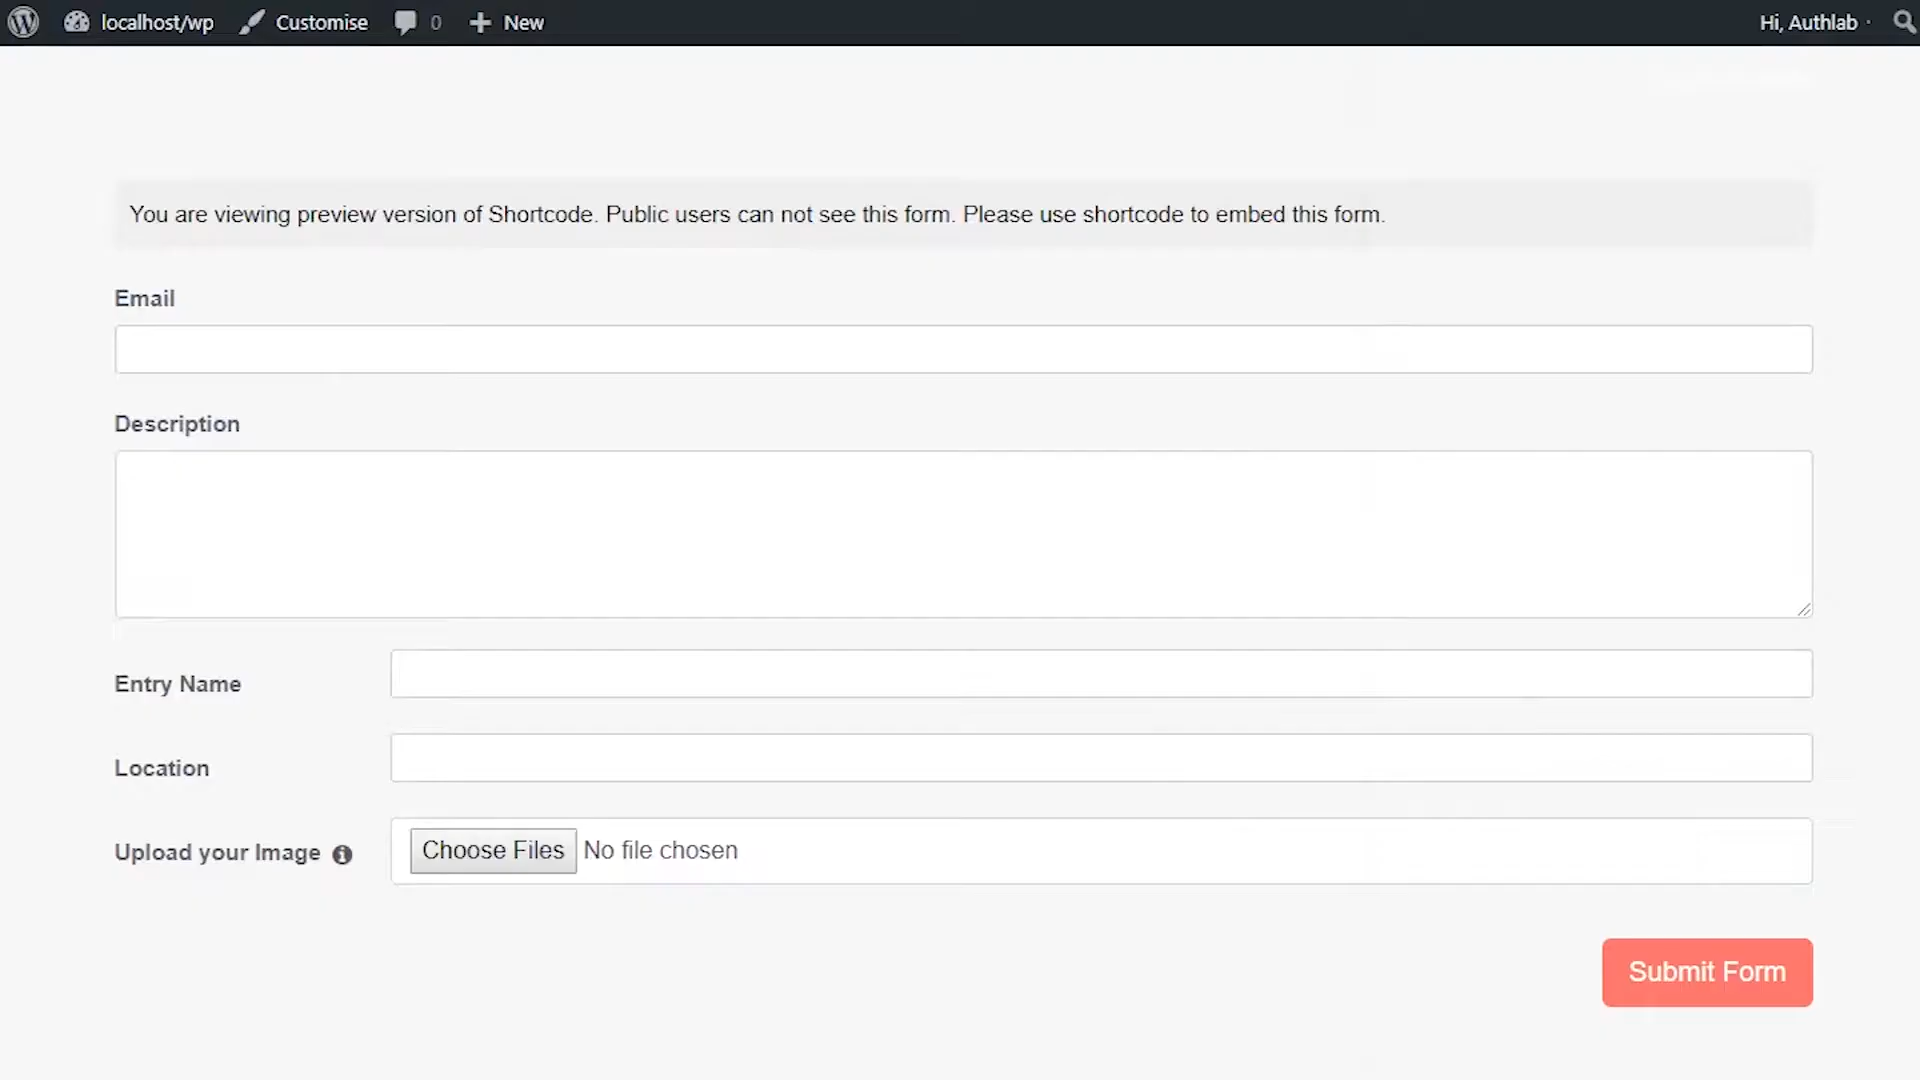 localhost/wp Customise 0 New Hi, Authlab
You are viewing preview version of Shortcode. Public users can not see this form. Please use shortcode to embed this form.
Email
Description
Entry Name
Location
Upload your Image Choose Files No file chosen
Submit Form